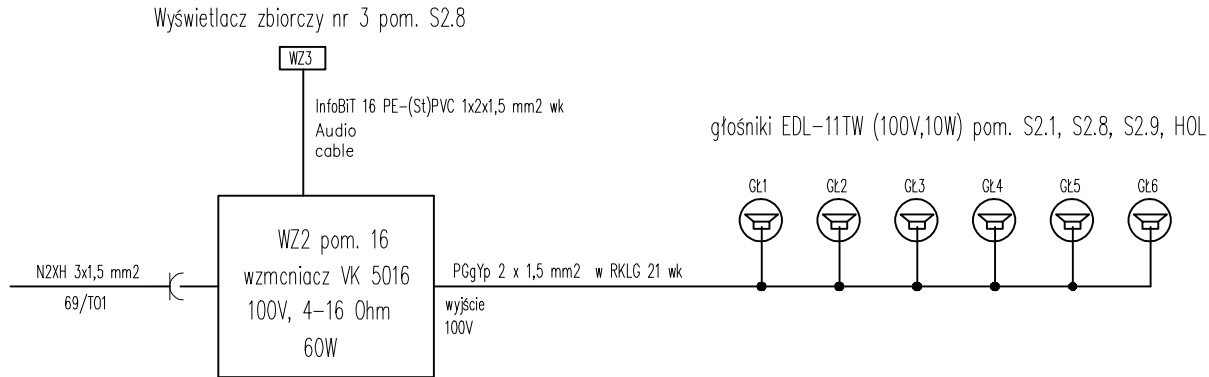 Wyświetlacz zbiorczy nr 3 pom. S2.8
WZ3
InfoBiT 16 PE-(St)PVC 1x2x1,5 mm2 wk
Audio
cable
głośniki EDL-11TW (100V,10W) pom. S2.1, S2.8, S2.9, HOL
GŁ1 GŁ2 GŁ3 GŁ4 GŁ5 GŁ6
N2XH 3x1,5 mm2
69/T01
WZ2 pom. 16
wzmcniacz VK 5016
100V, 4-16 Ohm
60W
PGgYp 2 x 1,5 mm2 w RKLG 21 wk
wyjście
100V